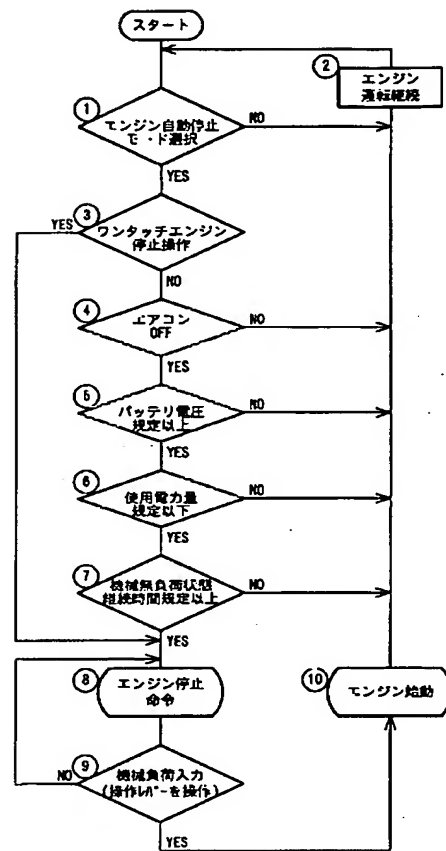 スタート
②
エンジン
運転継続
①
エンジン自動停止
モード選択
NO
YES
③
YES
ワンタッチエンジン
停止操作
NO
④
エアコン
OFF
NO
YES
⑤
バッテリ電圧
規定以上
NO
YES
⑥
使用電力量
規定以下
NO
YES
⑦
機械無負荷状態
継続時間規定以上
NO
YES
⑧
エンジン停止
命令
⑩
エンジン始動
⑨
機械負荷入力
(操作レバーを操作)
NO
YES